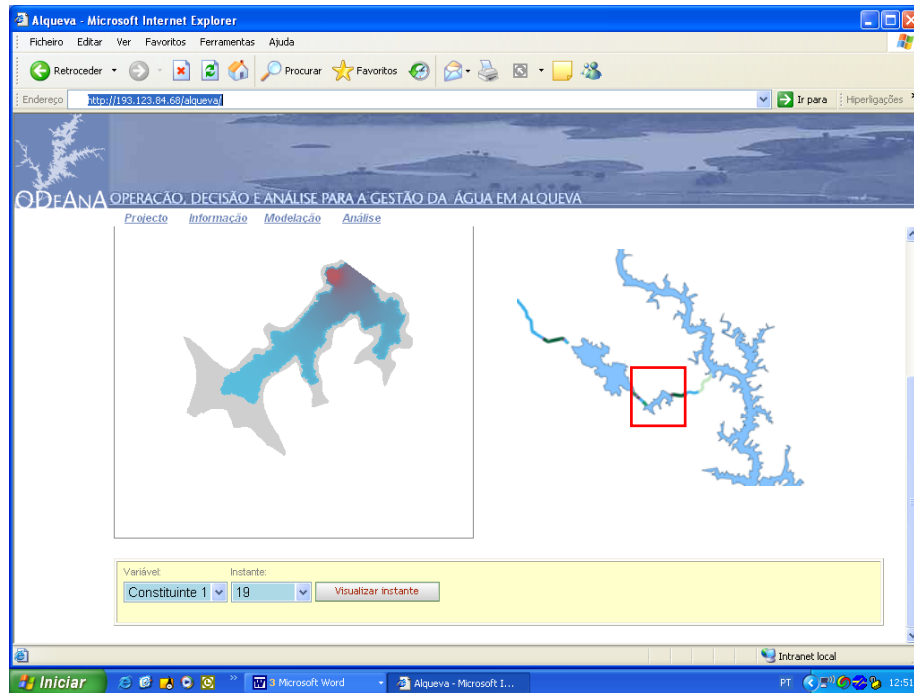 Alqueva - Microsoft Internet Explorer
Ficheiro Editar Ver Favoritos Ferramentas Ajuda
Retroceder Procurar Favoritos
Endereço http://193.123.84.68/alqueva/ Ir para Hiperligações »
ODEANA OPERAÇÃO, DECISÃO E ANÁLISE PARA A GESTÃO DA ÁGUA EM ALQUEVA
Projecto Informação Modelação Análise
Variável: Instante:
Constituinte 1 19 Visualizar instante
Intranet local
Iniciar » W 3 Microsoft Word Alqueva - Microsoft I... PT 12:51